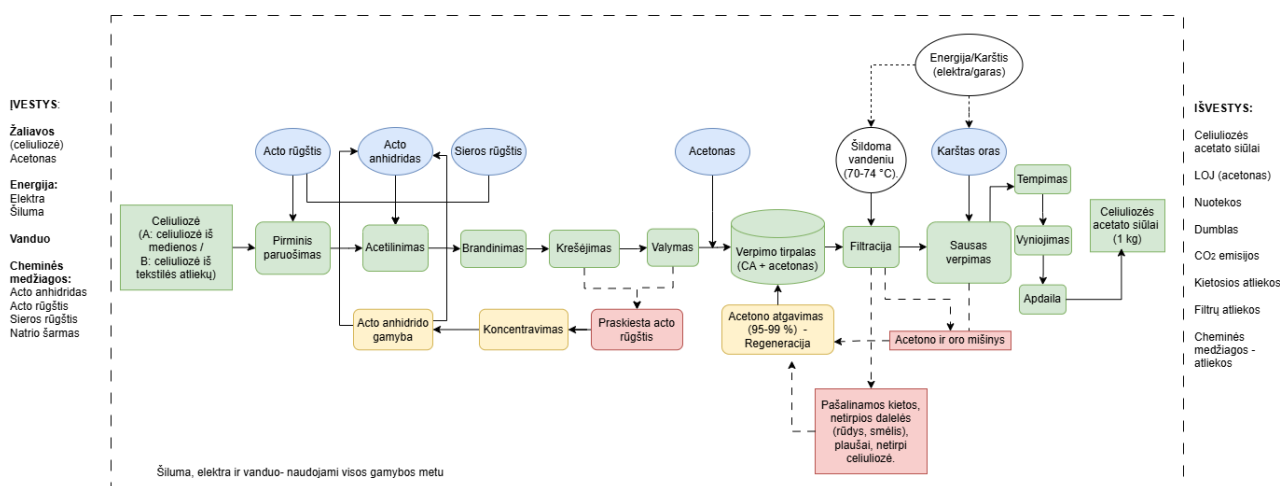 ĮVESTYS:
Žaliavos
(celiuliozė)
Acetonas
Energija:
Elektra
Šiluma
Vanduo
Cheminės
medžiagos:
Acto anhidridas
Acto rūgštis
Sieros rūgštis
Natrio šarmas
Energija/Karštis
(elektra/garas)
Acto rūgštis
Acto
anhidridas
Sieros rūgštis
Acetonas
Šildoma
vandeniu
(70-74 °C).
Karštas oras
Celiuliozė
(A: celiuliozė iš
medienos /
B: celiuliozė iš
tekstilės atliekų)
Pirminis
paruošimas
Acetilinimas
Brandinimas
Krešėjimas
Valymas
Verpimo tirpalas
(CA + acetonas)
Filtracija
Sausas
verpimas
Tempimas
Vyniojimas
Apdaila
Celiuliozės
acetato siūlai
(1 kg)
Acto anhidrido
gamyba
Koncentravimas
Praskiesta acto
rūgštis
Acetono atgavimas
(95-99 %) -
Regeneracija
Acetono ir oro mišinys
Pašalinamos kietos,
netirpios dalelės
(rūdys, smėlis),
plaušai, netirpi
celiuliozė.
Šiluma, elektra ir vanduo- naudojami visos gamybos metu
IŠVESTYS:
Celiuliozės
acetato siūlai
LOJ (acetonas)
Nuotekos
Dumblas
CO₂ emisijos
Kietosios atliekos
Filtrų atliekos
Cheminės
medžiagos -
atliekos